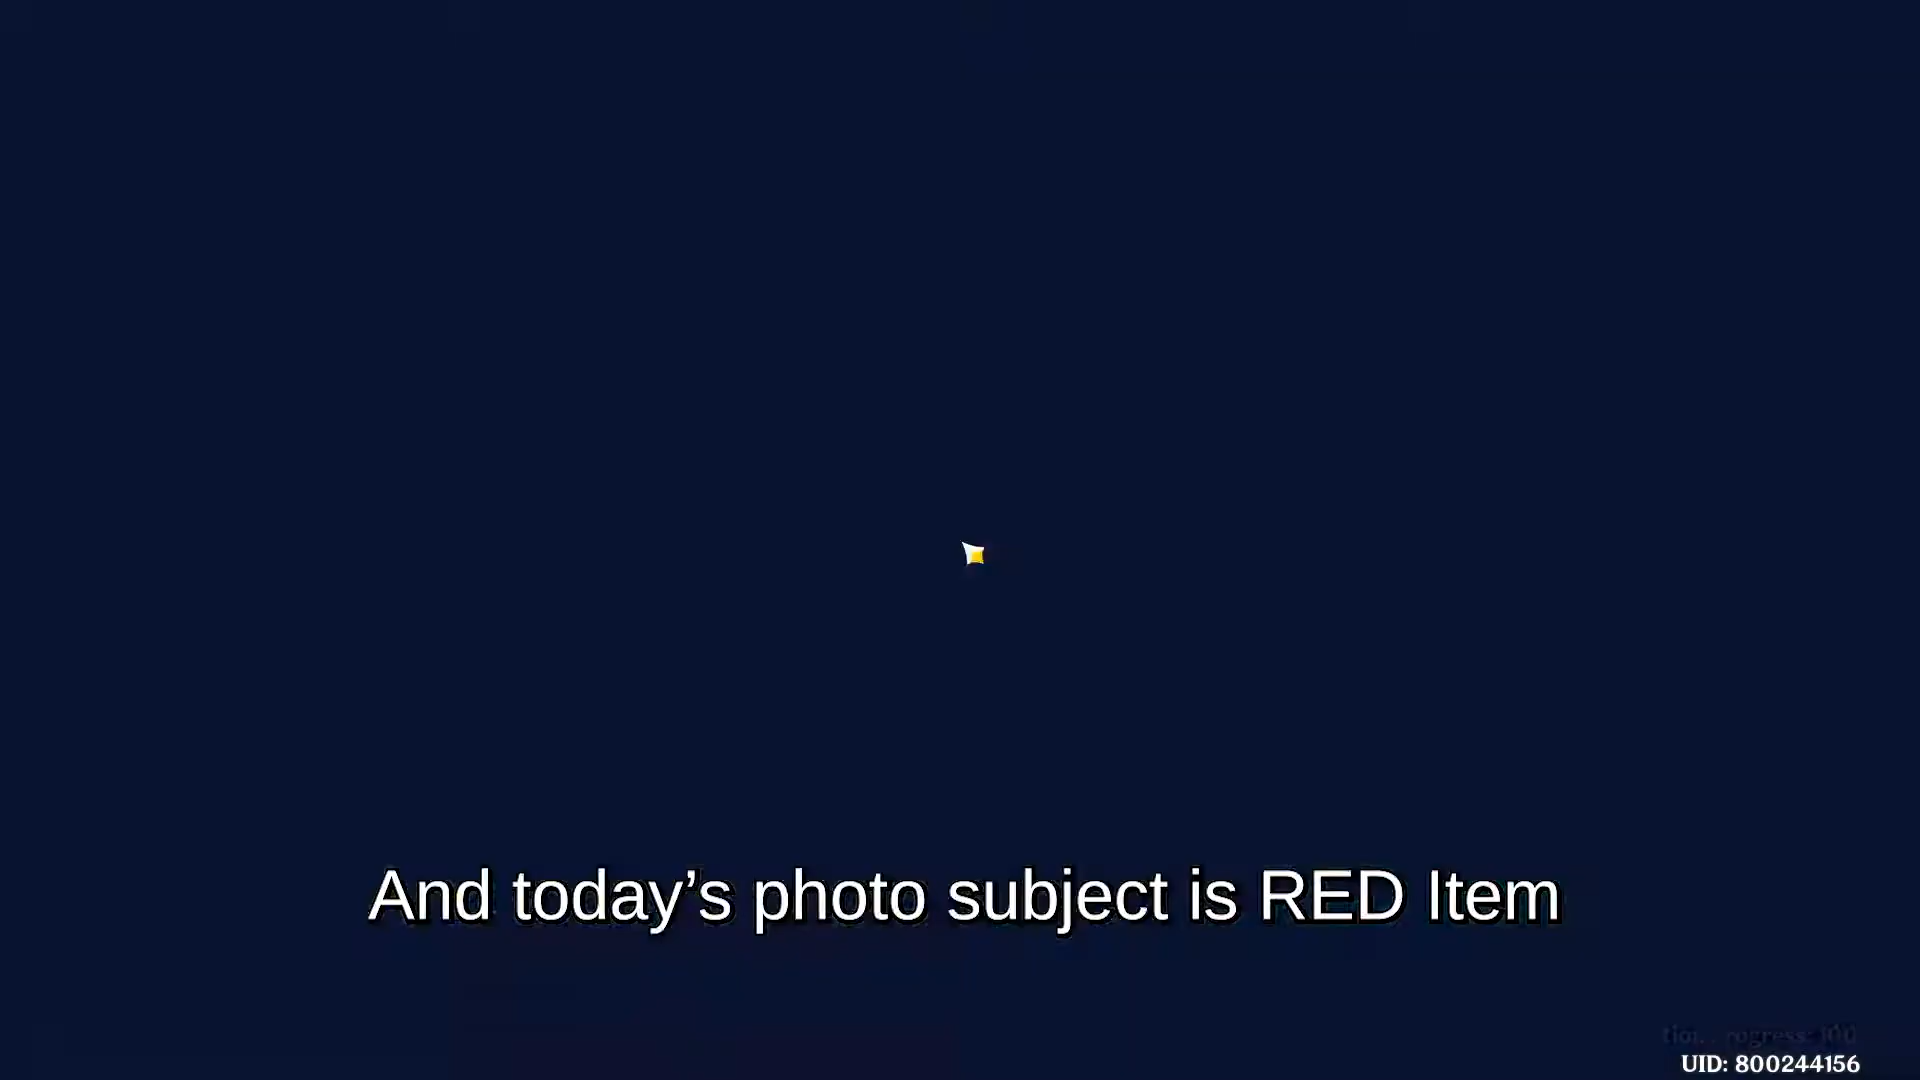 And today’s photo subject is RED Item
UID: 800244156